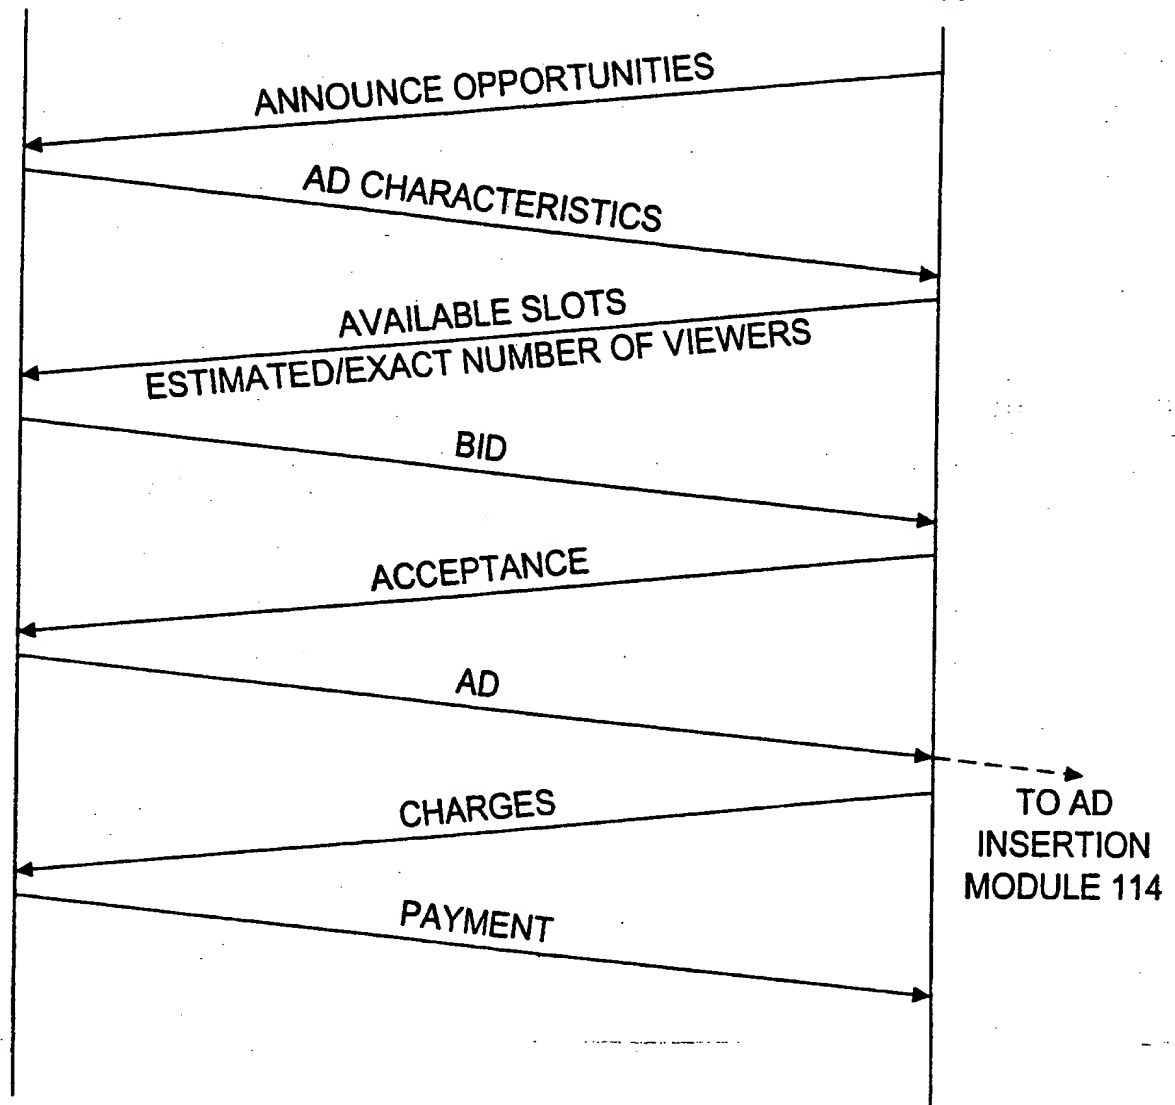 ANNOUNCE OPPORTUNITIES
AD CHARACTERISTICS
AVAILABLE SLOTS
ESTIMATED/EXACT NUMBER OF VIEWERS
BID
ACCEPTANCE
AD
CHARGES
TO AD
INSERTION
MODULE 114
PAYMENT